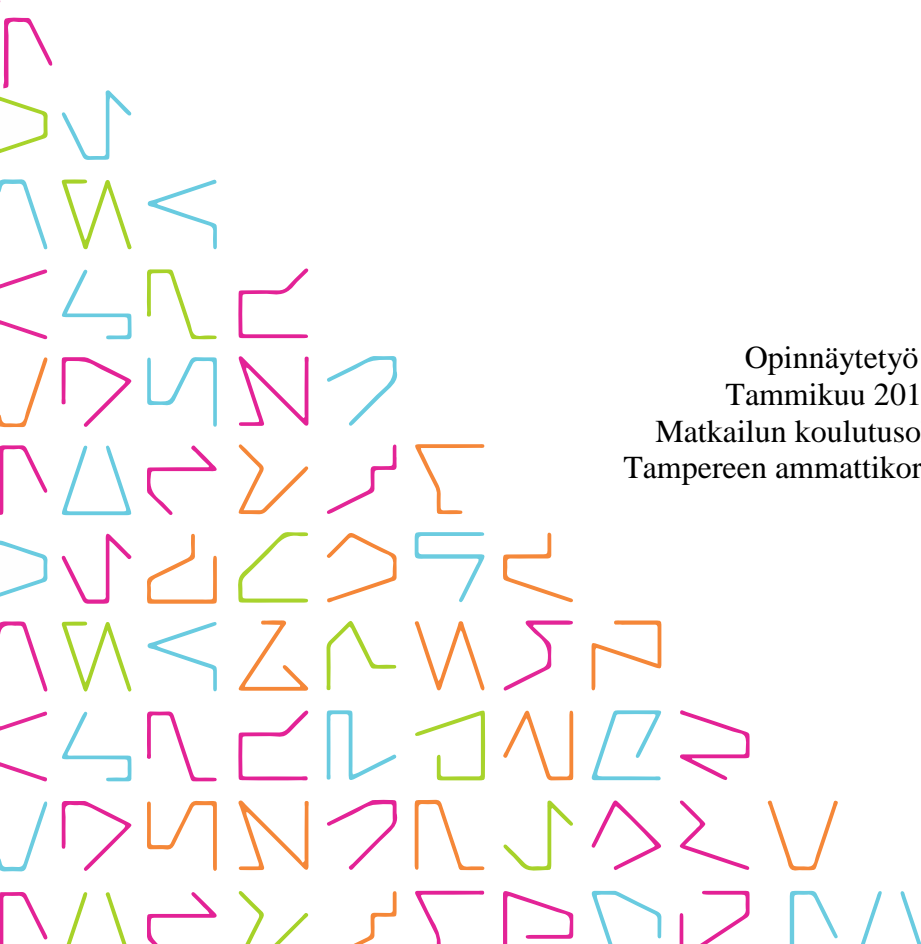 Opinnäytetyö
Tammikuu 201
Matkailun koulutuso
Tampereen ammattikor